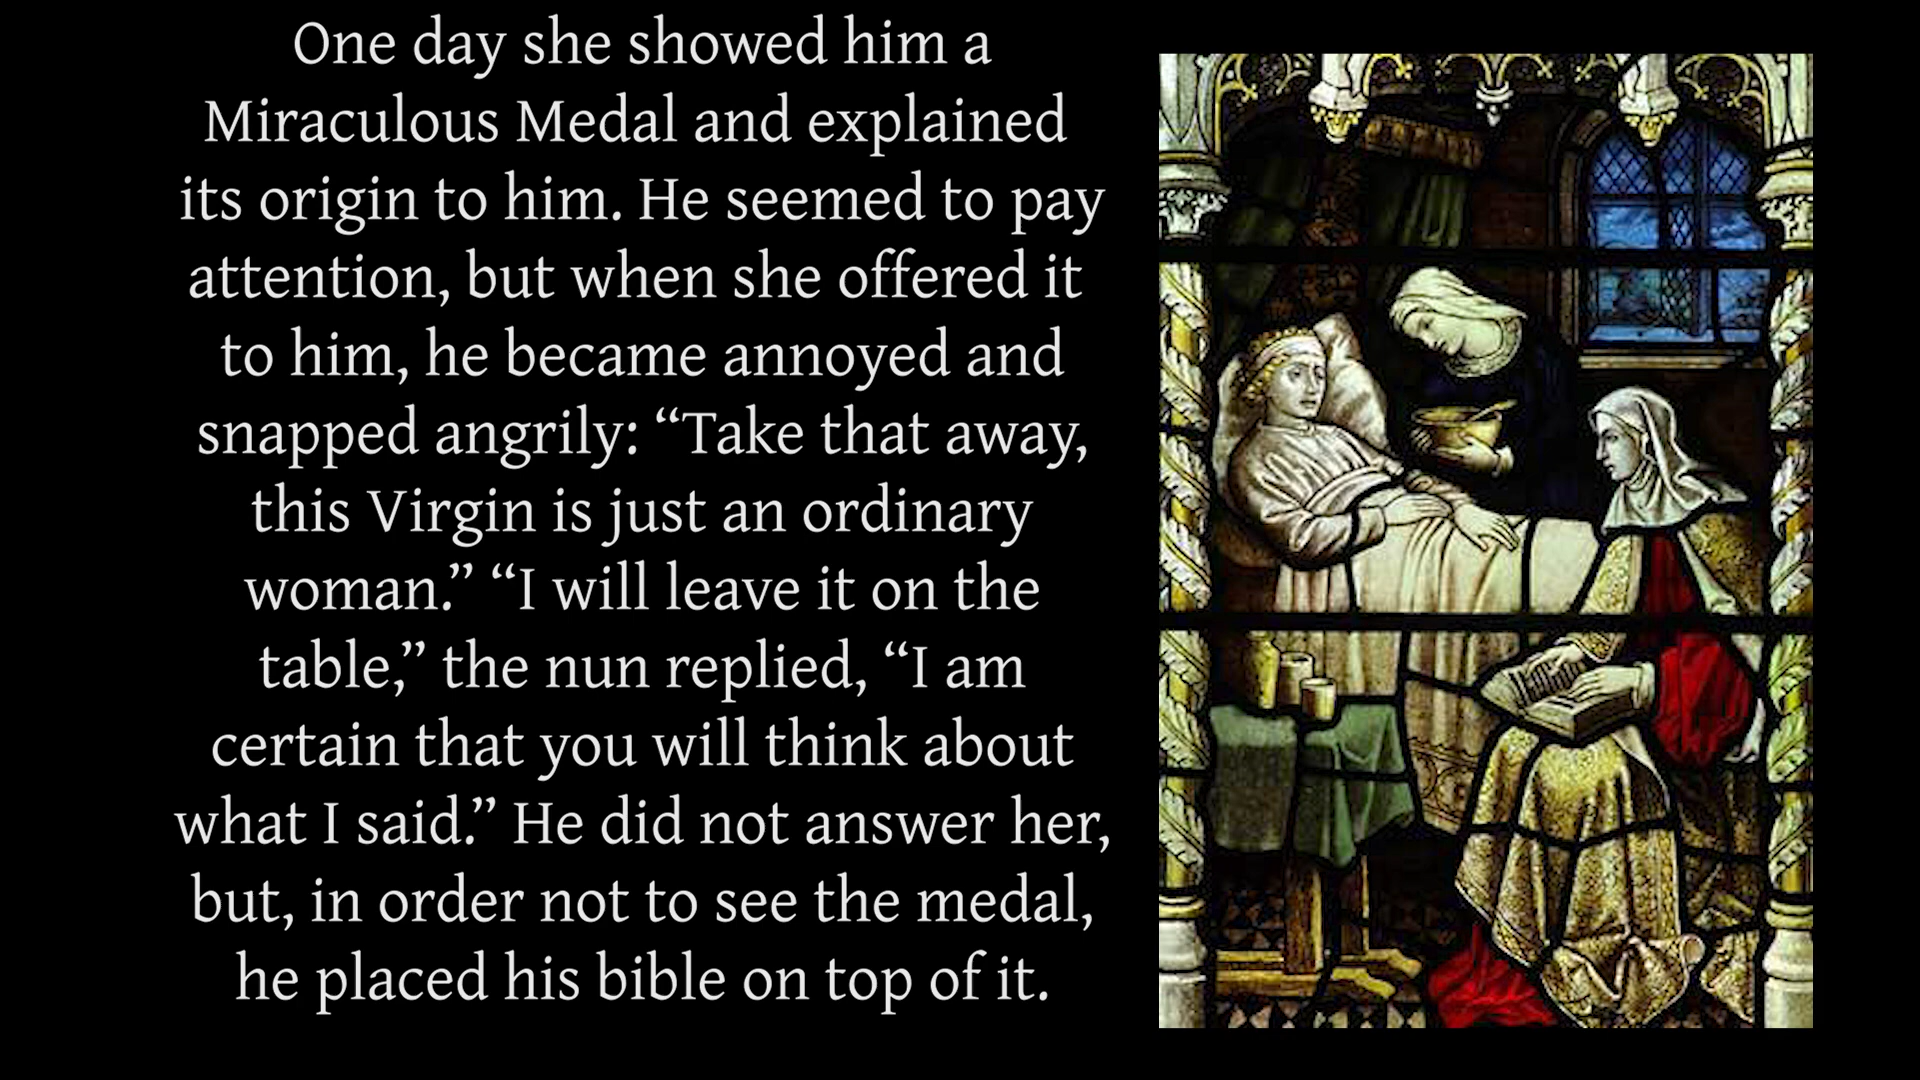 One day she showed him a
Miraculous Medal and explained
its origin to him. He seemed to pay
attention, but when she offered it
to him, he became annoyed and
snapped angrily: “Take that away,
this Virgin is just an ordinary
woman.” “I will leave it on the
table,” the nun replied, “I am
certain that you will think about
what I said.” He did not answer her,
but, in order not to see the medal,
he placed his bible on top of it.